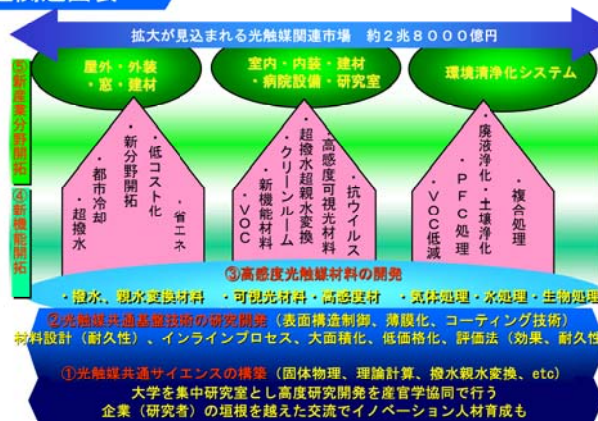 拡大が見込まれる光触媒関連市場 約2兆8000億円
⑤新産業分野開拓
④新機能開拓
屋外・外装
・窓・建材
室内・内装・建材
・病院設備・研究室
環境清浄化システム
・超撥水
・都市冷却
・新分野開拓
・低コスト化
・省エネ
・VOC
・新機能材料
・クリーンルーム
・超撥水超親水変換
・高感度可視光材料
・抗ウイルス
・VOC低減
・PFC処理
・廃液浄化・土壌浄化
・複合処理
③高感度光触媒材料の開発
・撥水、親水変換材料 ・可視光材料・高感度材 ・気体処理・水処理・生物処理
②光触媒共通基盤技術の研究開発（表面構造制御、薄膜化、コーティング技術）
材料設計（耐久性）、インラインプロセス、大面積化、低価格化、評価法（効果、耐久性
①光触媒共通サイエンスの構築（固体物理、理論計算、撥水親水変換、etc)
大学を集中研究室とし高度研究開発を産官学協同で行う
企業（研究者）の垣根を越えた交流でイノベーション人材育成も